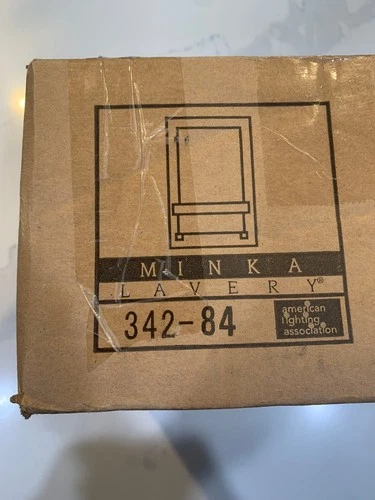 MINKA
LAVERY®
342-84
american
lighting
association